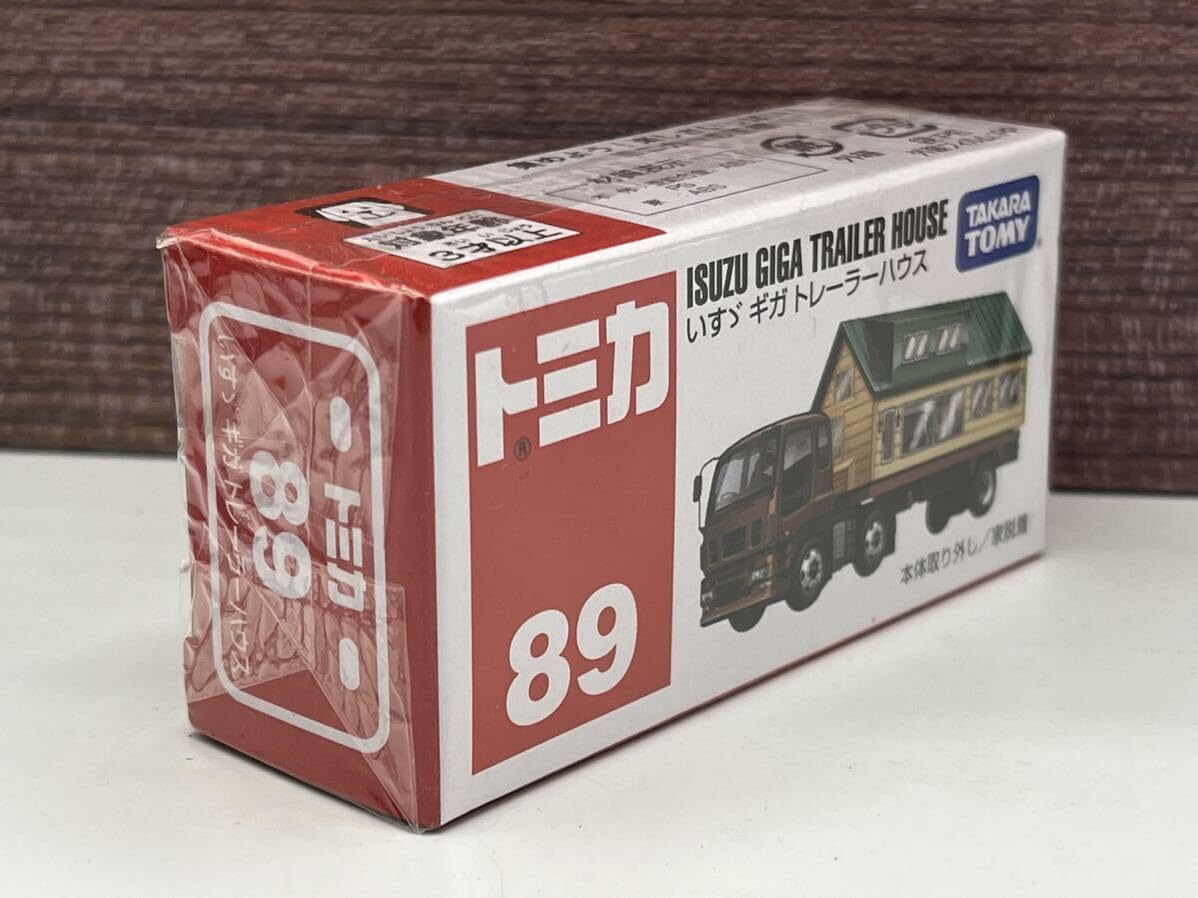 対象年齢
3才以上
トミカ
®
89
ISUZU GIGA TRAILER HOUSE
いすゞ ギガ トレーラーハウス
TAKARA
TOMY
本体取り外し/家脱着
トミカ
89
いすゞ ギガ トレーラーハウス